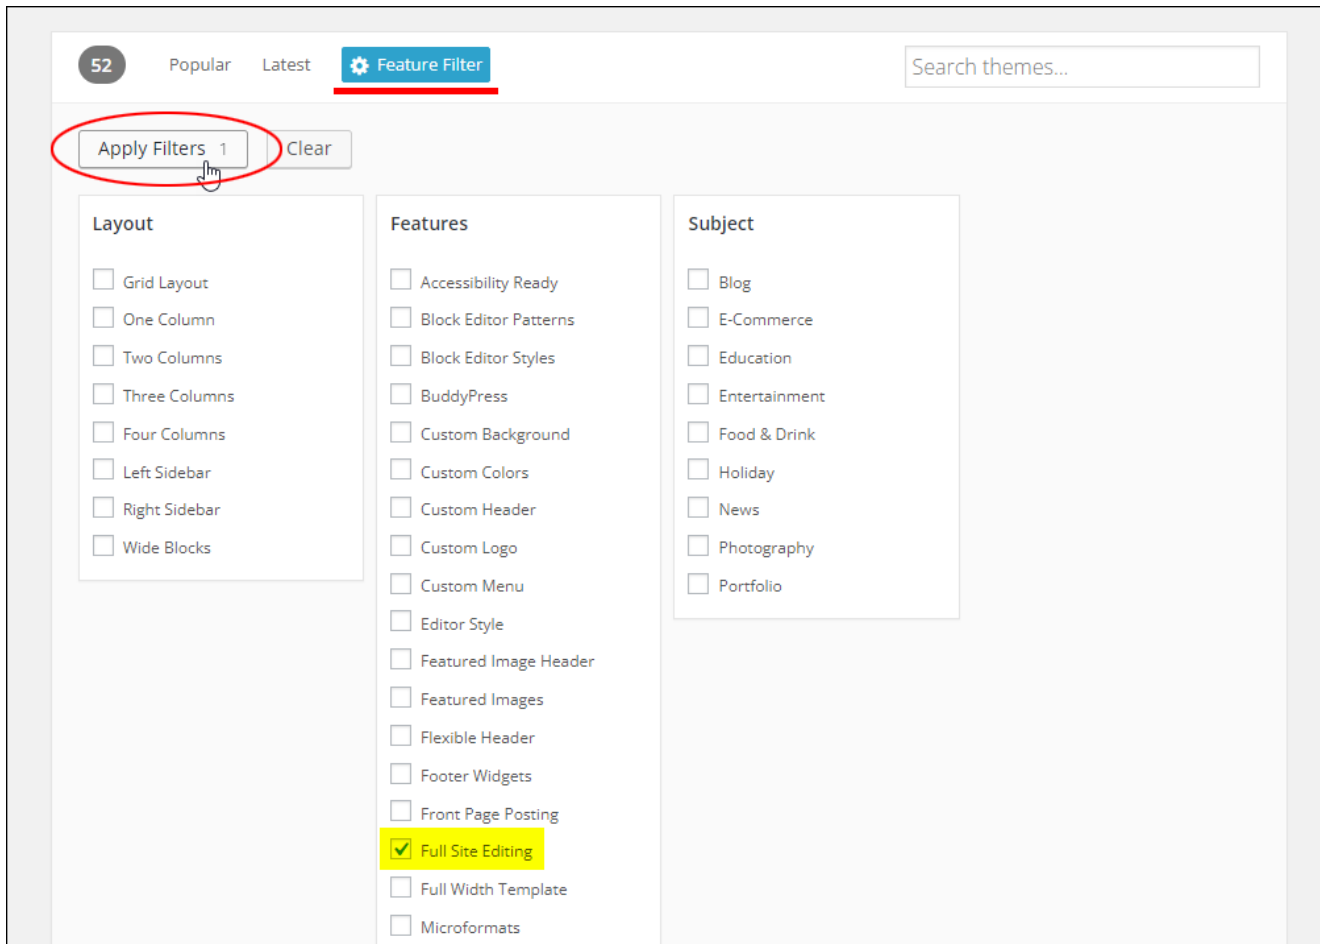 52 Popular Latest Feature Filter Search themes...
Apply Filters 1 Clear
Layout
Grid Layout
One Column
Two Columns
Three Columns
Four Columns
Left Sidebar
Right Sidebar
Wide Blocks
Features
Accessibility Ready
Block Editor Patterns
Block Editor Styles
BuddyPress
Custom Background
Custom Colors
Custom Header
Custom Logo
Custom Menu
Editor Style
Featured Image Header
Featured Images
Flexible Header
Footer Widgets
Front Page Posting
Full Site Editing
Full Width Template
Microformats
Subject
Blog
E-Commerce
Education
Entertainment
Food & Drink
Holiday
News
Photography
Portfolio